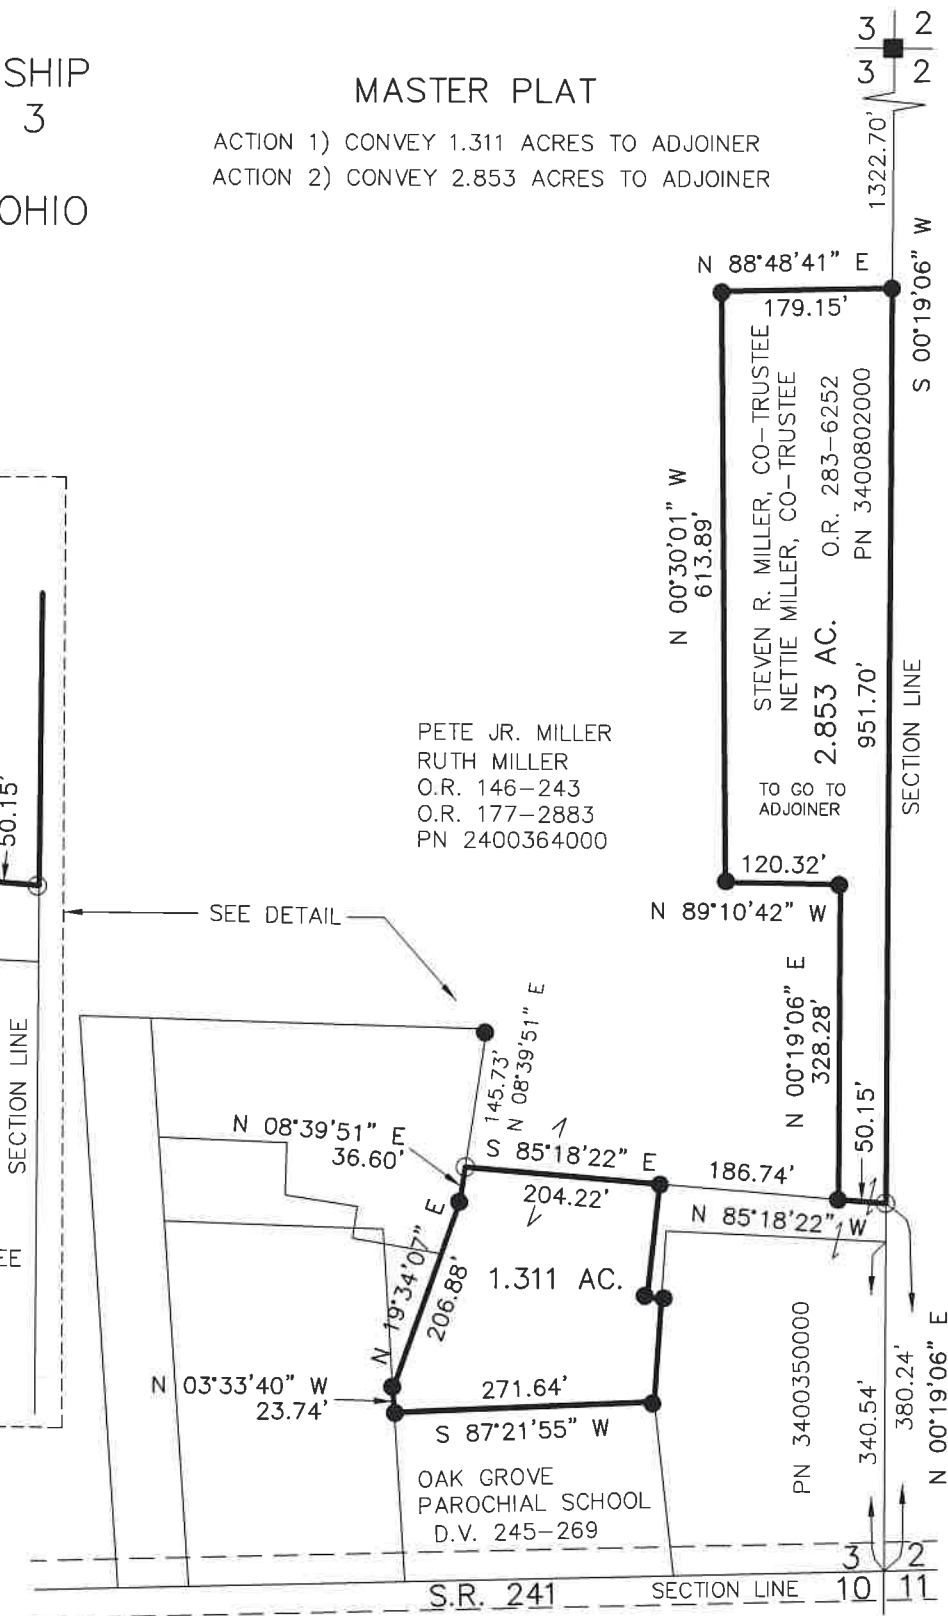 SHIP
3
OHIO
MASTER PLAT
ACTION 1) CONVEY 1.311 ACRES TO ADJOINER
ACTION 2) CONVEY 2.853 ACRES TO ADJOINER
3 2
3 2
1322.70'
S 00°19'06" W
N 88°48'41" E
179.15'
STEVEN R. MILLER, CO-TRUSTEE
NETTIE MILLER, CO-TRUSTEE
O.R. 283-6252
PN 3400802000
2.853 AC.
951.70'
TO GO TO
ADJOINER
SECTION LINE
N 00°30'01" W
613.89'
PETE JR. MILLER
RUTH MILLER
O.R. 146-243
O.R. 177-2883
PN 2400364000
50.15'
120.32'
N 89°10'42" W
SEE DETAIL
N 00°19'06" E
328.28'
50.15'
SECTION LINE
EE
145.73'
N 08°39'51" E
N 08°39'51" E
36.60'
S 85°18'22" E
204.22'
186.74'
N 85°18'22" W
1.311 AC.
N 19°34'07" E
206.88'
N 03°33'40" W
23.74'
271.64'
S 87°21'55" W
OAK GROVE
PAROCHIAL SCHOOL
D.V. 245-269
PN 3400350000
340.54'
380.24'
N 00°19'06" E
3 2
S.R. 241
SECTION LINE
10 11